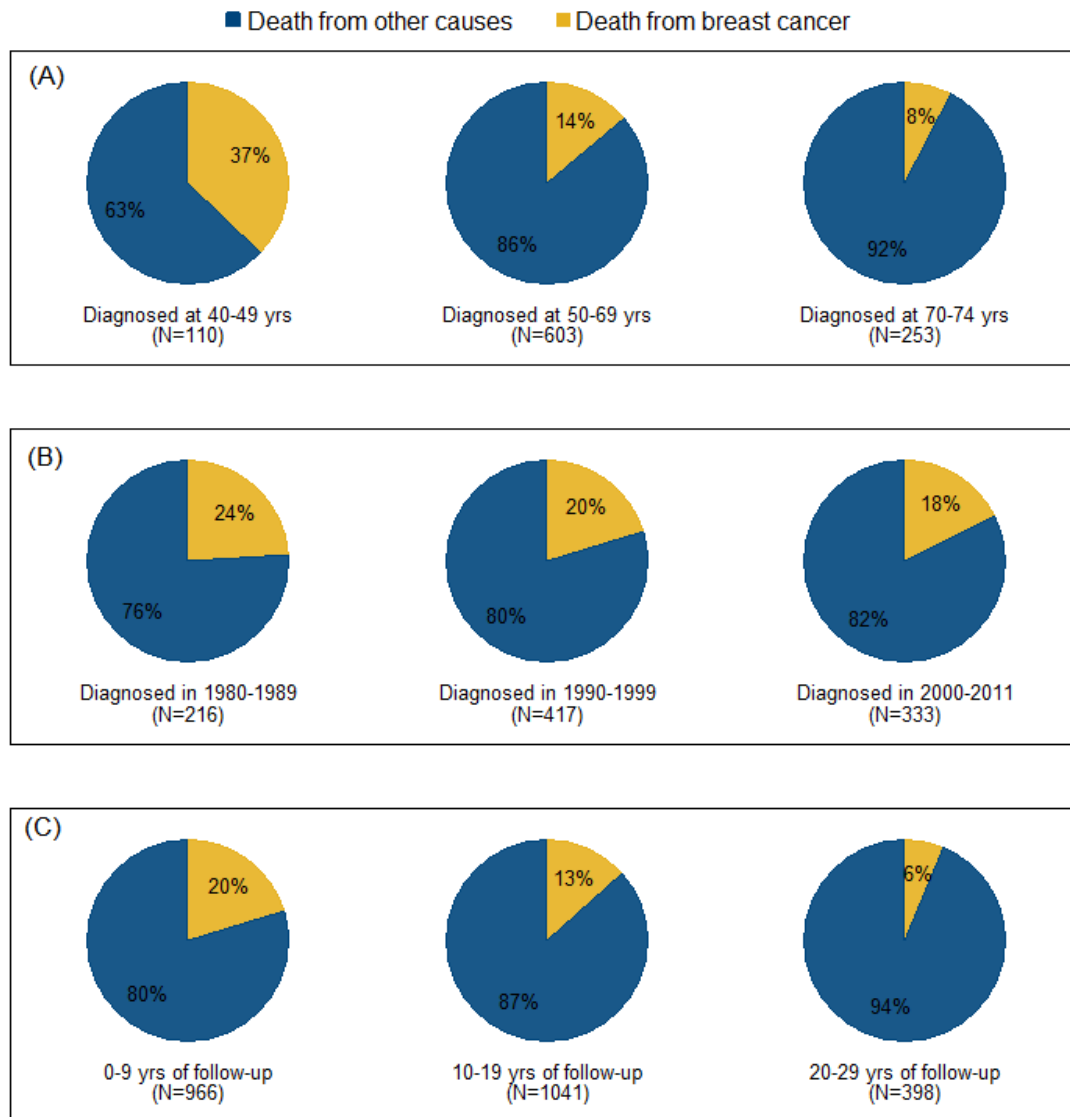 Death from other causes Death from breast cancer
(A)
37%
63%
14%
86%
8%
92%
Diagnosed at 40-49 yrs
(N=110)
Diagnosed at 50-69 yrs
(N=603)
Diagnosed at 70-74 yrs
(N=253)
(B)
24%
76%
20%
80%
18%
82%
Diagnosed in 1980-1989
(N=216)
Diagnosed in 1990-1999
(N=417)
Diagnosed in 2000-2011
(N=333)
(C)
20%
80%
13%
87%
6%
94%
0-9 yrs of follow-up
(N=966)
10-19 yrs of follow-up
(N=1041)
20-29 yrs of follow-up
(N=398)